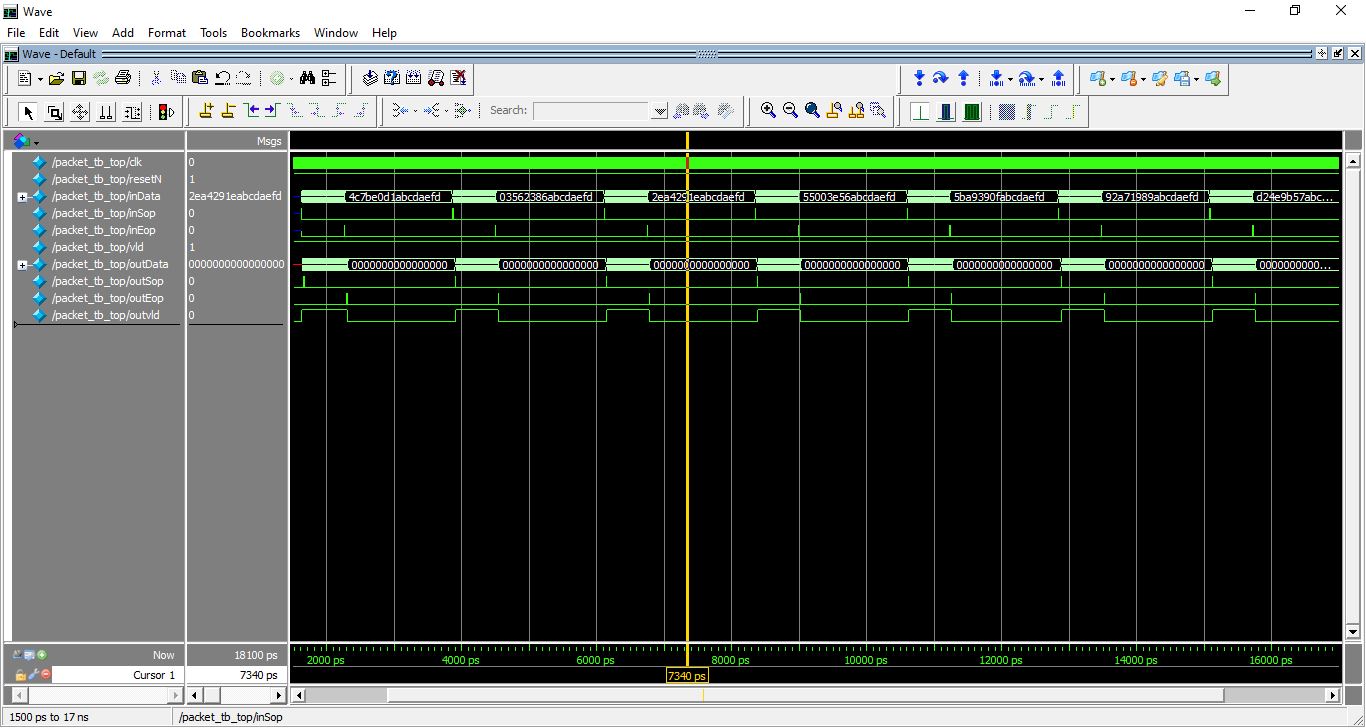 Wave
File Edit View Add Format Tools Bookmarks Window Help
Wave - Default
Search:
Msgs
/packet_tb_top/clk 0
/packet_tb_top/resetN 1
/packet_tb_top/inData 2ea4291eabcdaefd 4c7be0d1abcdaefd 03562386abcdaefd 2ea4291eabcdaefd 55003e56abcdaefd 5ba9390fabcdaefd 92a71989abcdaefd d24e9b57abc...
/packet_tb_top/inSop 0
/packet_tb_top/inEop 0
/packet_tb_top/vld 1
/packet_tb_top/outData 0000000000000000 0000000000000000 0000000000000000 0000000000000000 0000000000000000 0000000000000000 0000000000000000 0000000000...
/packet_tb_top/outSop 0
/packet_tb_top/outEop 0
/packet_tb_top/outvld 0
Now 18100 ps 2000 ps 4000 ps 6000 ps 8000 ps 10000 ps 12000 ps 14000 ps 16000 ps
Cursor 1 7340 ps 7340 ps
1500 ps to 17 ns /packet_tb_top/inSop